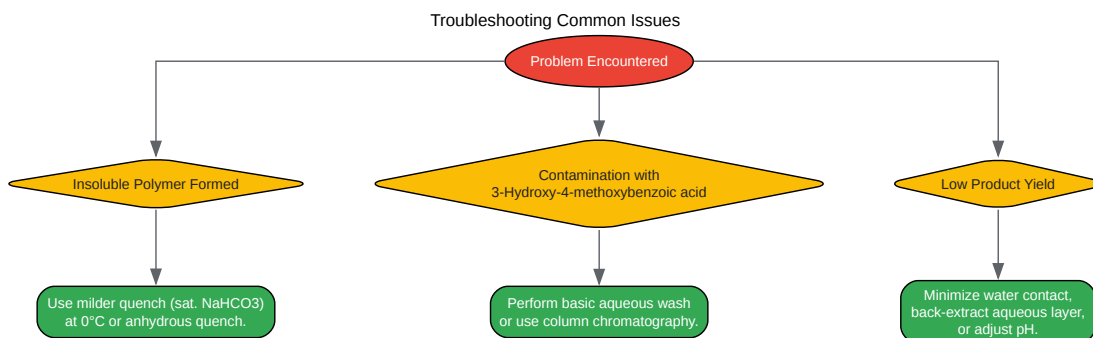 Troubleshooting Common Issues
Problem Encountered
Insoluble Polymer Formed
Contamination with
3-Hydroxy-4-methoxybenzoic acid
Low Product Yield
Use milder quench (sat. NaHCO3)
at 0°C or anhydrous quench.
Perform basic aqueous wash
or use column chromatography.
Minimize water contact,
back-extract aqueous layer,
or adjust pH.